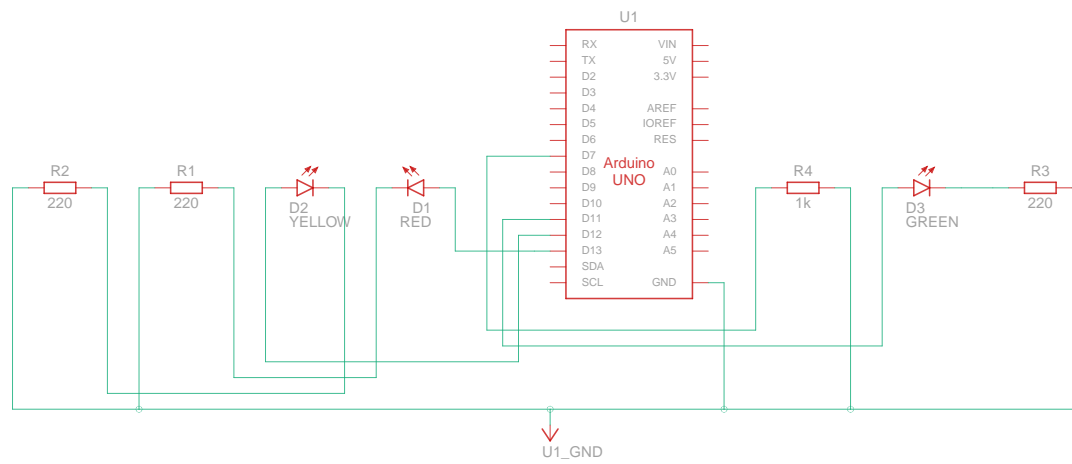 U1
RX
TX
D2
D3
D4
D5
D6
D7
D8
D9
D10
D11
D12
D13
SDA
SCL
VIN
5V
3.3V
AREF
IOREF
RES
A0
A1
A2
A3
A4
A5
GND
Arduino
UNO
R2
220
R1
220
D2
YELLOW
D1
RED
R4
1k
D3
GREEN
R3
220
U1_GND